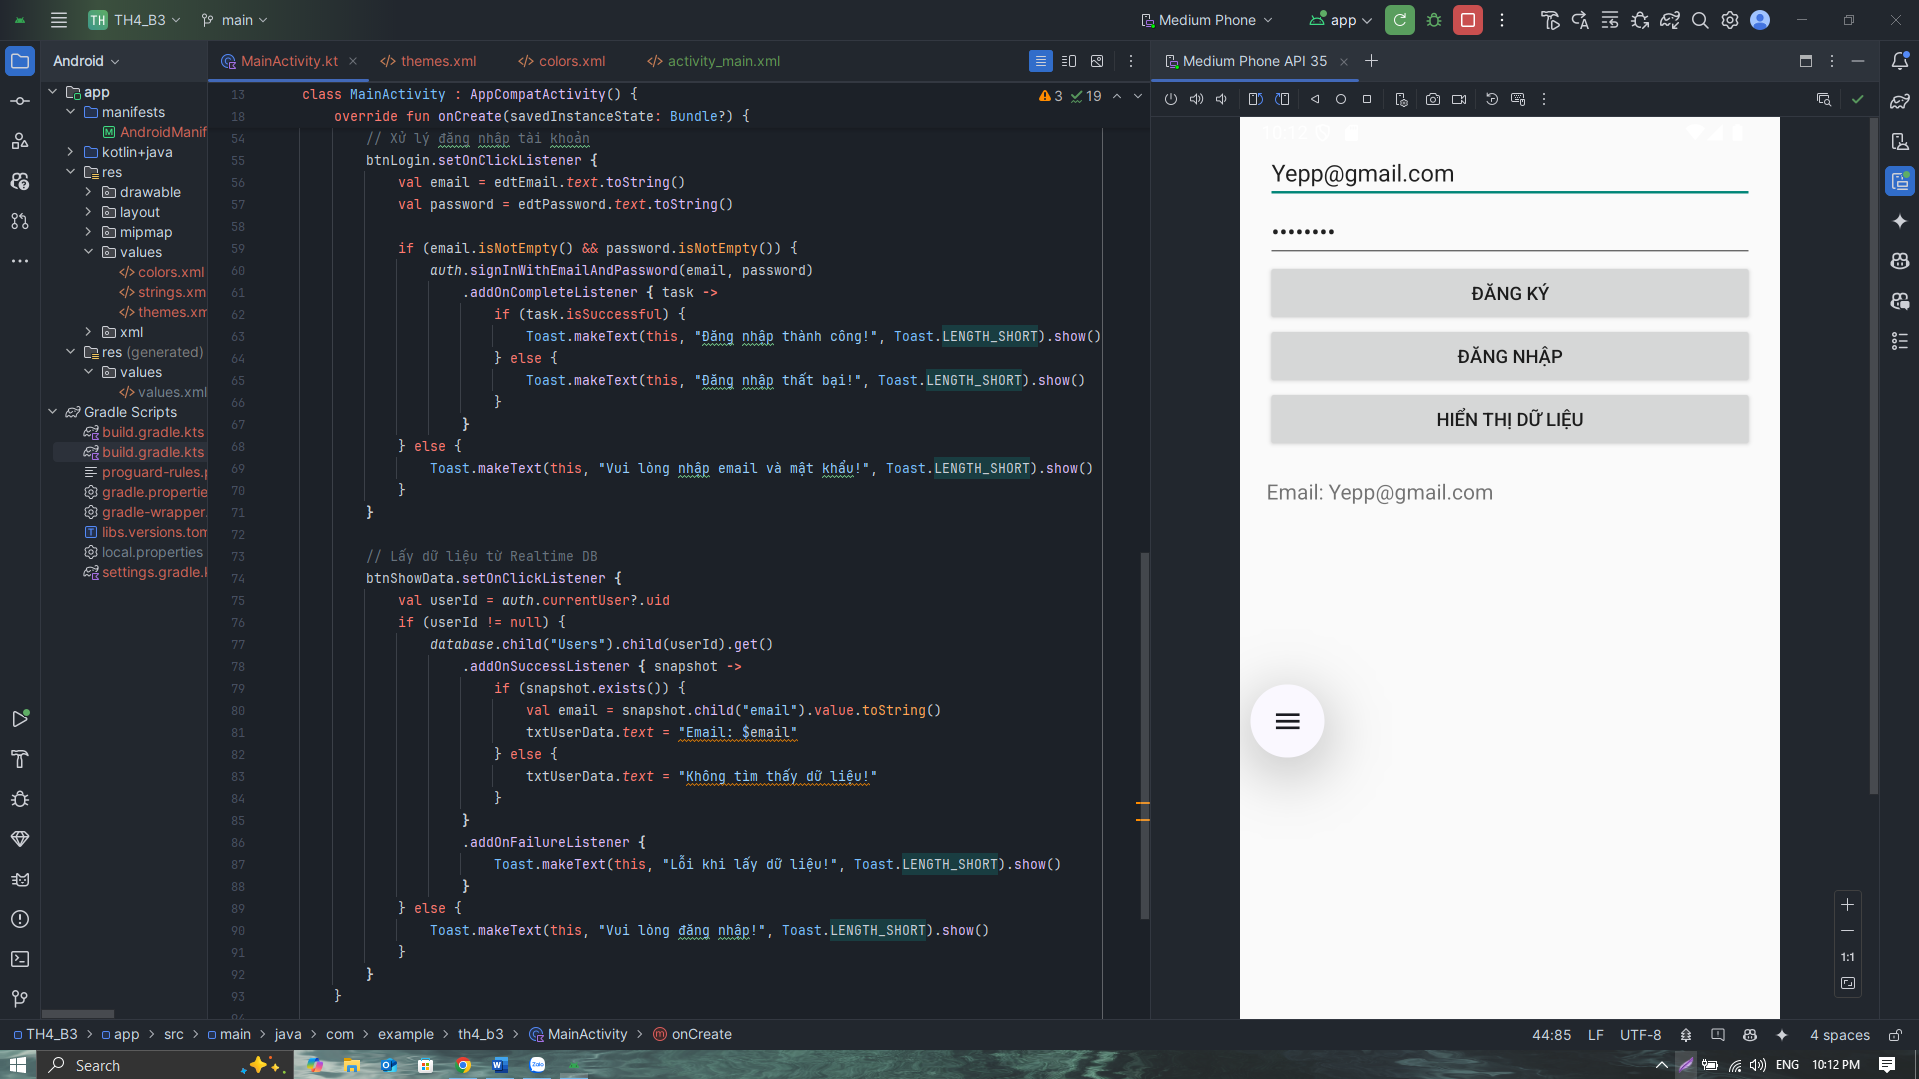 TH TH4_B3 main Medium Phone app
Android MainActivity.kt themes.xml colors.xml activity_main.xml Medium Phone API 35
app
manifests
AndroidManif
kotlin+java
res
drawable
layout
mipmap
values
colors.xml
strings.xm
themes.xm
xml
res (generated)
values
values.xml
Gradle Scripts
build.gradle.kts
build.gradle.kts
proguard-rules.p
gradle.propertie
gradle-wrapper.
libs.versions.tom
local.properties
settings.gradle.k
3 19
13 class MainActivity : AppCompatActivity() {
18 override fun onCreate(savedInstanceState: Bundle?) {
54 // Xử lý đăng nhập tài khoản
55 btnLogin.setOnClickListener {
56 val email = edtEmail.text.toString()
57 val password = edtPassword.text.toString()
58
59 if (email.isNotEmpty() && password.isNotEmpty()) {
60 auth.signInWithEmailAndPassword(email, password)
61 .addOnCompleteListener { task ->
62 if (task.isSuccessful) {
63 Toast.makeText(this, "Đăng nhập thành công!", Toast.LENGTH_SHORT).show()
64 } else {
65 Toast.makeText(this, "Đăng nhập thất bại!", Toast.LENGTH_SHORT).show()
66 }
67 }
68 } else {
69 Toast.makeText(this, "Vui lòng nhập email và mật khẩu!", Toast.LENGTH_SHORT).show()
70 }
71 }
72
73 // Lấy dữ liệu từ Realtime DB
74 btnShowData.setOnClickListener {
75 val userId = auth.currentUser?.uid
76 if (userId != null) {
77 database.child("Users").child(userId).get()
78 .addOnSuccessListener { snapshot ->
79 if (snapshot.exists()) {
80 val email = snapshot.child("email").value.toString()
81 txtUserData.text = "Email: $email"
82 } else {
83 txtUserData.text = "Không tìm thấy dữ liệu!"
84 }
85 }
86 .addOnFailureListener {
87 Toast.makeText(this, "Lỗi khi lấy dữ liệu!", Toast.LENGTH_SHORT).show()
88 }
89 } else {
90 Toast.makeText(this, "Vui lòng đăng nhập!", Toast.LENGTH_SHORT).show()
91 }
92 }
93 }
10:12
Yepp@gmail.com
••••••••
ĐĂNG KÝ
ĐĂNG NHẬP
HIỂN THỊ DỮ LIỆU
Email: Yepp@gmail.com
1:1
TH4_B3 > app > src > main > java > com > example > th4_b3 > MainActivity > onCreate
44:85 LF UTF-8 4 spaces
Search ENG 10:12 PM